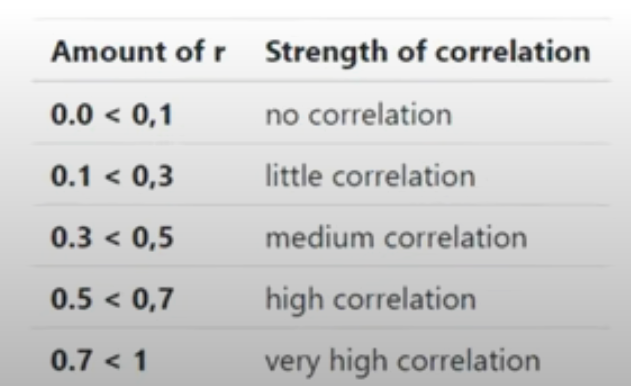 Amount of r Strength of correlation
0.0 < 0,1 no correlation
0.1 < 0,3 little correlation
0.3 < 0,5 medium correlation
0.5 < 0,7 high correlation
0.7 < 1 very high correlation